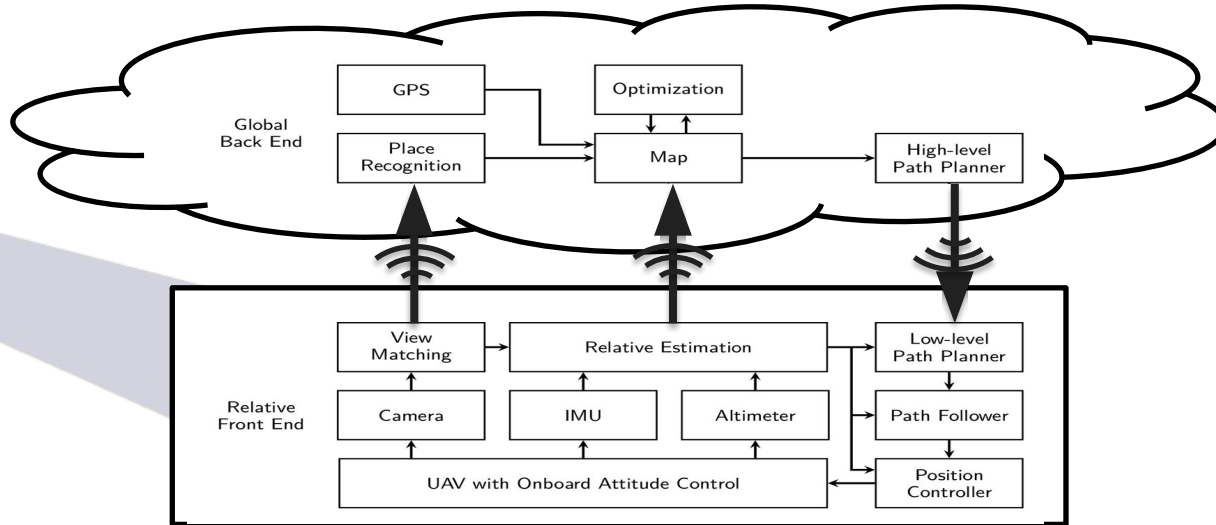 GPS
Optimization
Global
Back End
Place
Recognition
Map
High-level
Path Planner
View
Matching
Relative Estimation
Low-level
Path Planner
Relative
Front End
Camera
IMU
Altimeter
Path Follower
UAV with Onboard Attitude Control
Position
Controller